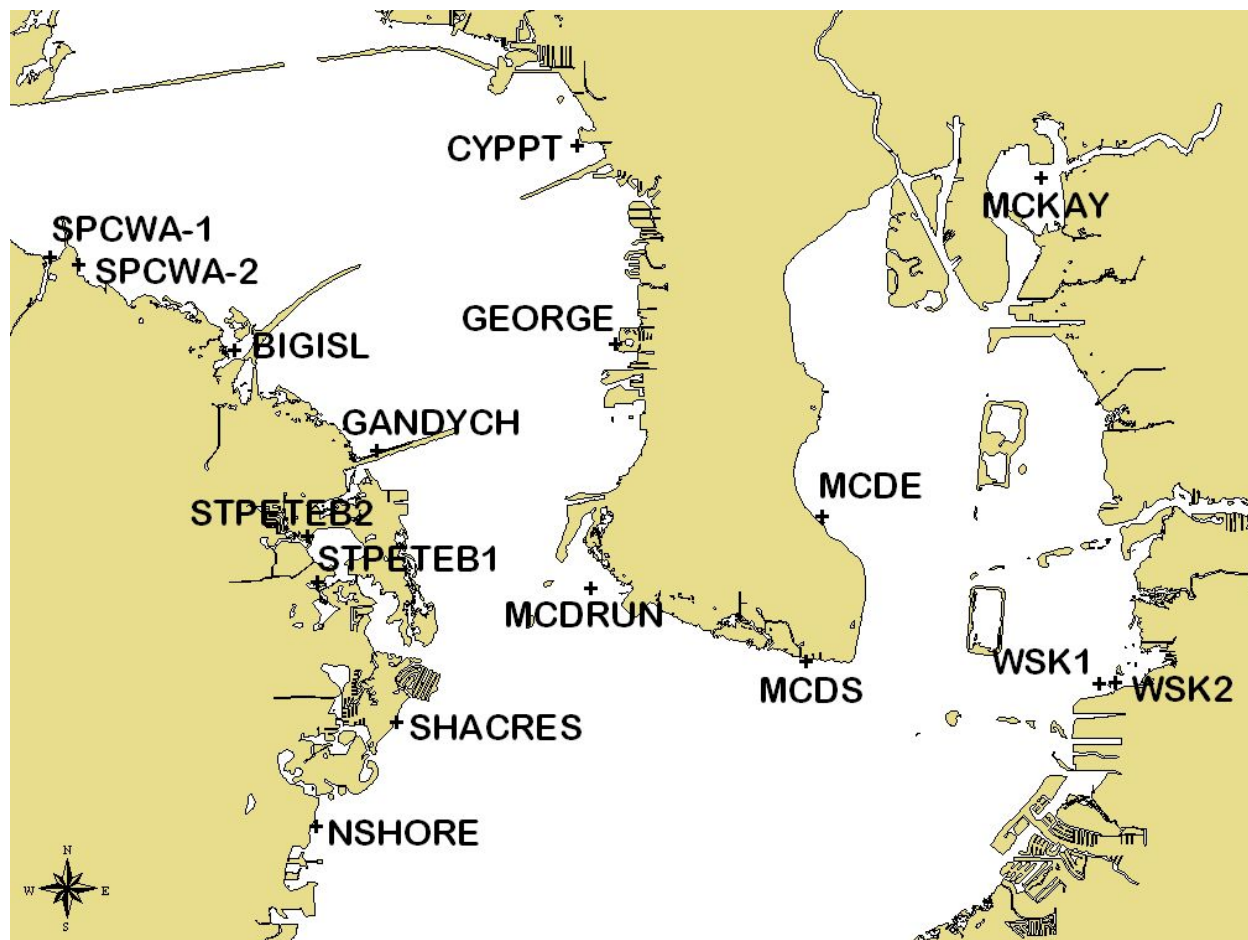 CYPPT
MCKAY
SPCWA-1
SPCWA-2
GEORGE
BIGISL
GANDYCH
MCDE
STPETEB2
STPETEB1
MCDRUN
WSK1
MCDS
WSK2
SHACRES
NSHORE
N
W E
S